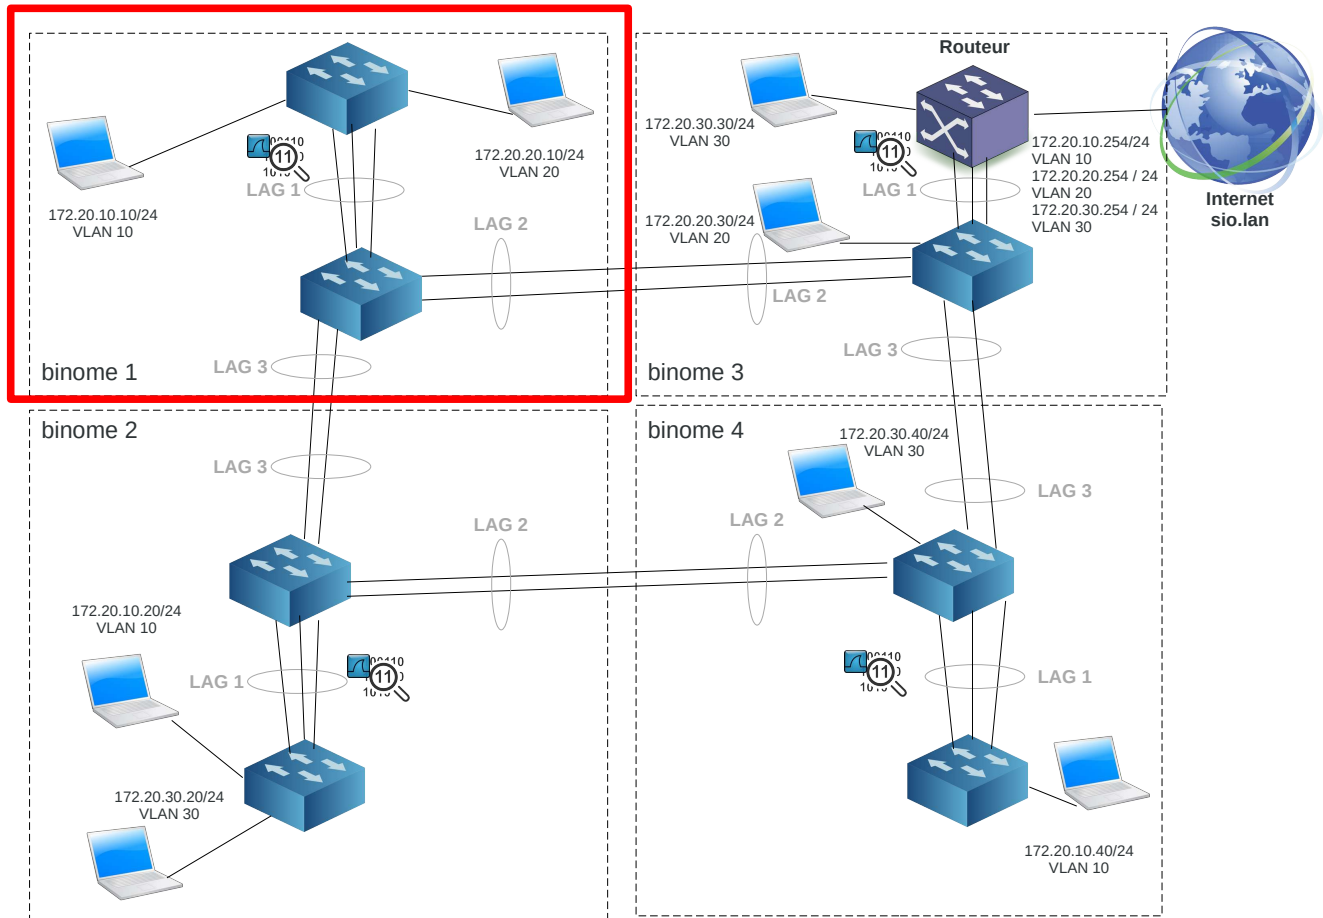 172.20.10.10/24
VLAN 10
172.20.20.10/24
VLAN 20
11
LAG 1
LAG 2
LAG 3
binome 1
Routeur
172.20.30.30/24
VLAN 30
11
LAG 1
172.20.20.30/24
VLAN 20
172.20.10.254/24
VLAN 10
172.20.20.254 / 24
VLAN 20
172.20.30.254 / 24
VLAN 30
Internet
sio.lan
LAG 2
LAG 3
binome 3
binome 2
LAG 3
LAG 2
172.20.10.20/24
VLAN 10
LAG 1
11
172.20.30.20/24
VLAN 30
binome 4
172.20.30.40/24
VLAN 30
LAG 3
LAG 2
11
LAG 1
172.20.10.40/24
VLAN 10